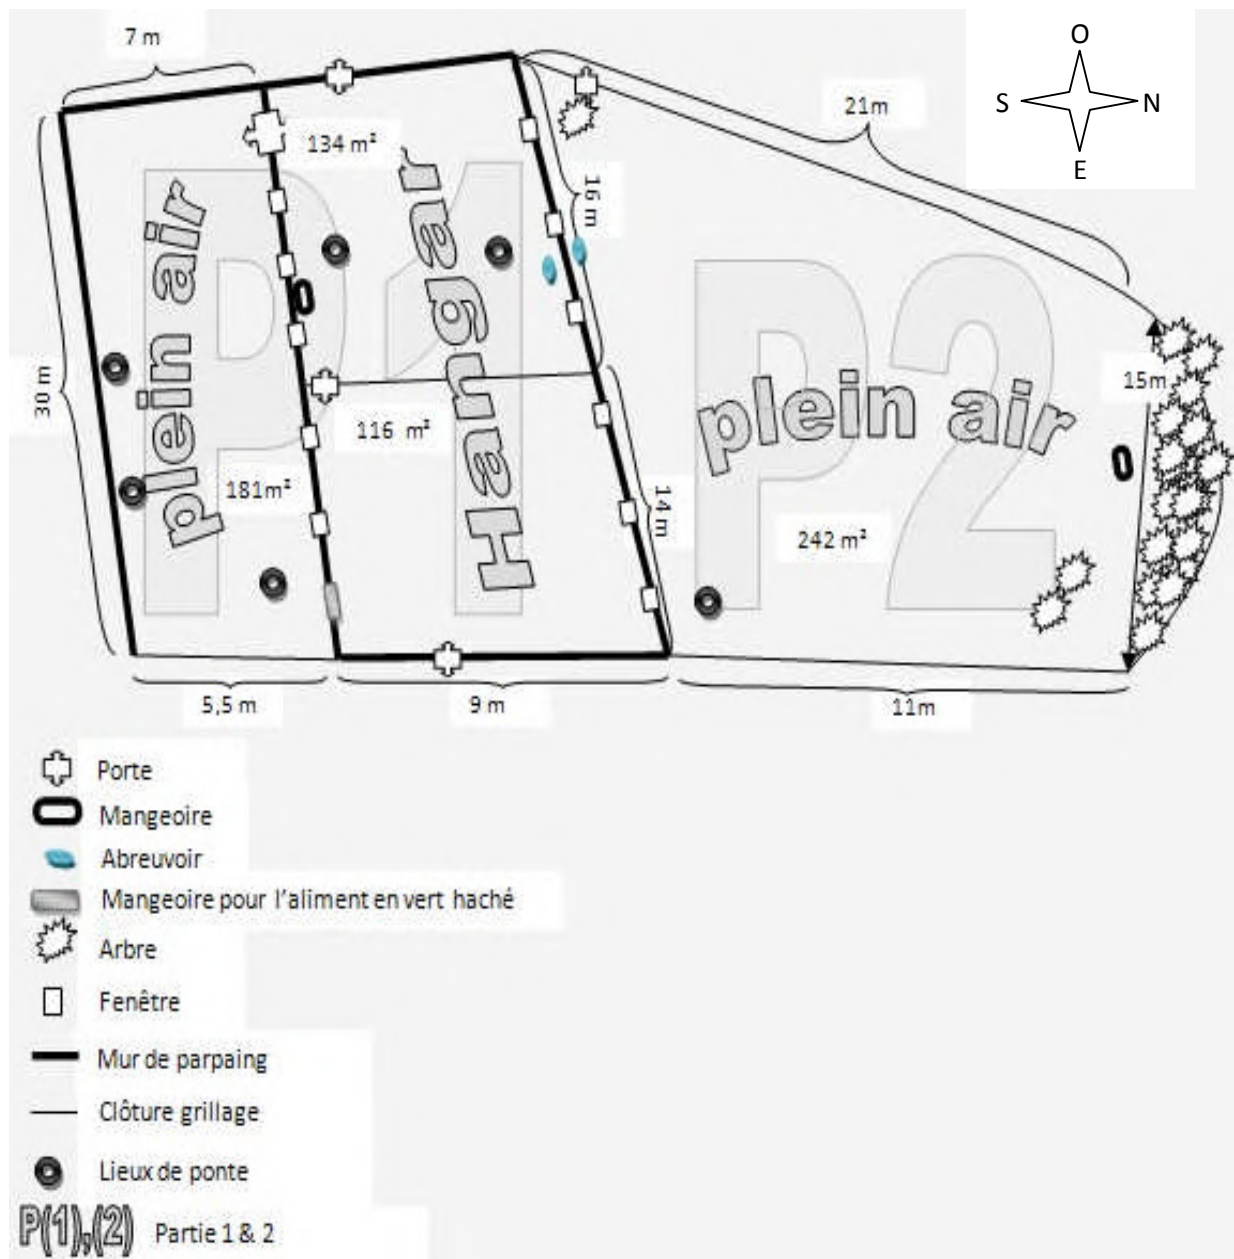 7 m
O
S N
E
21m
134 m²
16 m
P1
plein air
Hangar
30 m
P2
plein air
15m
116 m²
181m²
14 m
242 m²
5,5 m
9 m
11m
Porte
Mangeoire
Abreuvoir
Mangeoire pour l'aliment en vert haché
Arbre
Fenêtre
Mur de parpaing
Clôture grillage
Lieux de ponte
P(1),(2) Partie 1 & 2